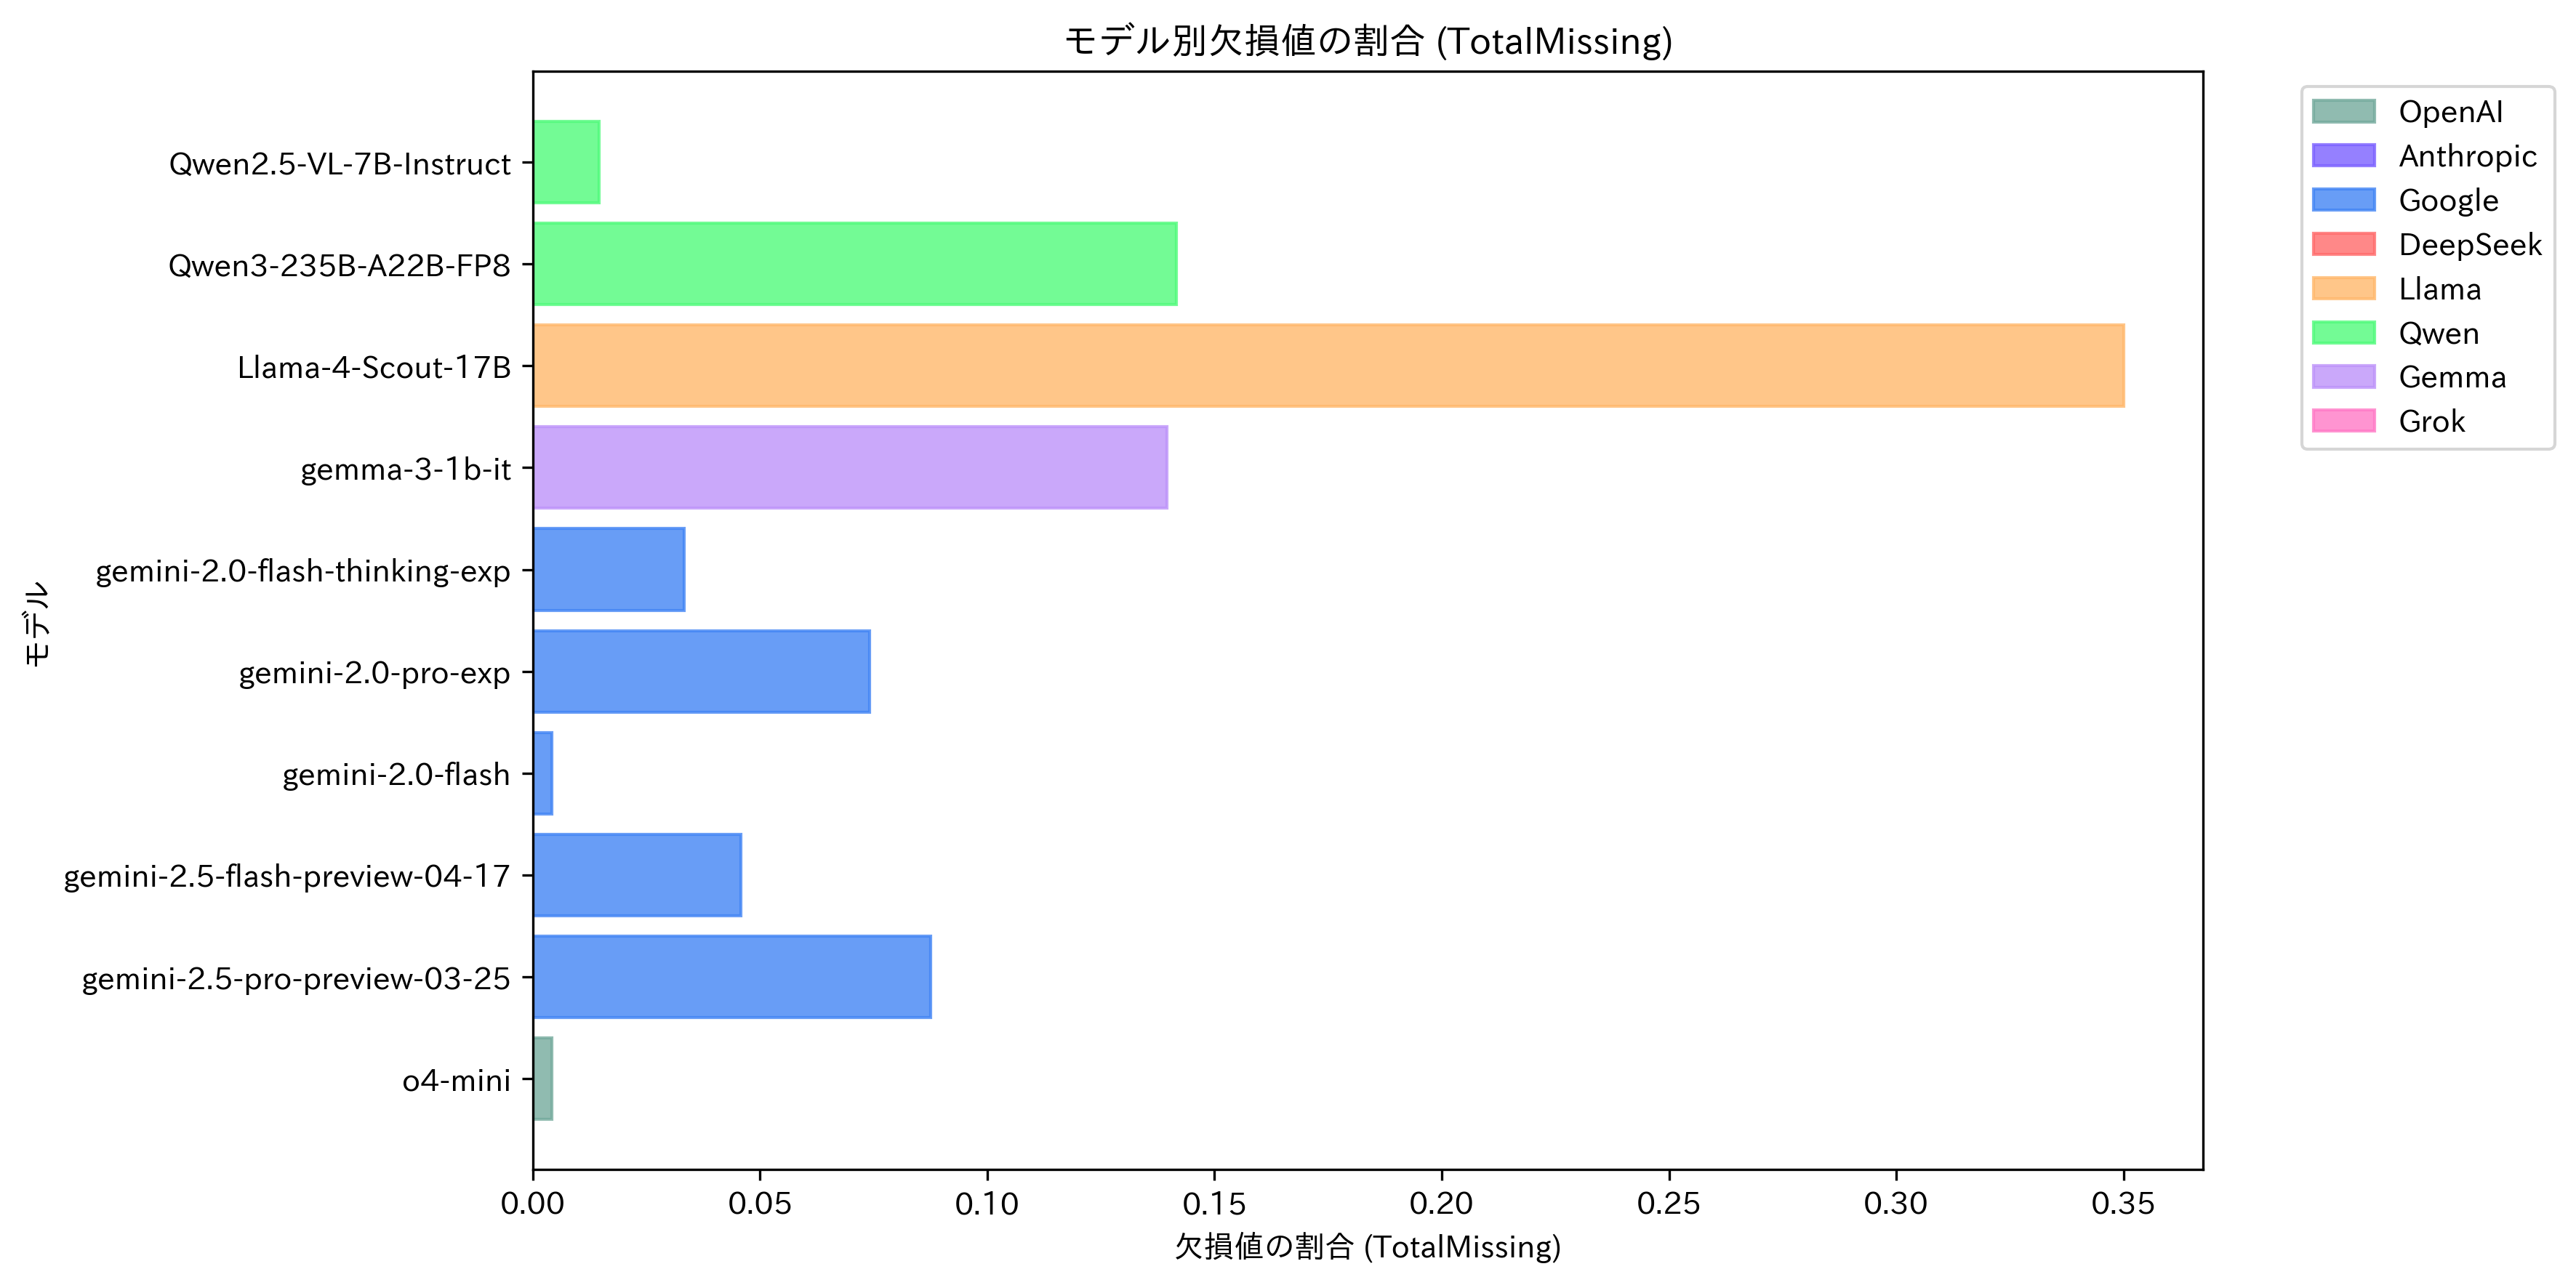 モデル別欠損値の割合 (TotalMissing)
モデル
Qwen2.5-VL-7B-Instruct
Qwen3-235B-A22B-FP8
Llama-4-Scout-17B
gemma-3-1b-it
gemini-2.0-flash-thinking-exp
gemini-2.0-pro-exp
gemini-2.0-flash
gemini-2.5-flash-preview-04-17
gemini-2.5-pro-preview-03-25
o4-mini
0.00 0.05 0.10 0.15 0.20 0.25 0.30 0.35
欠損値の割合 (TotalMissing)
OpenAI
Anthropic
Google
DeepSeek
Llama
Qwen
Gemma
Grok